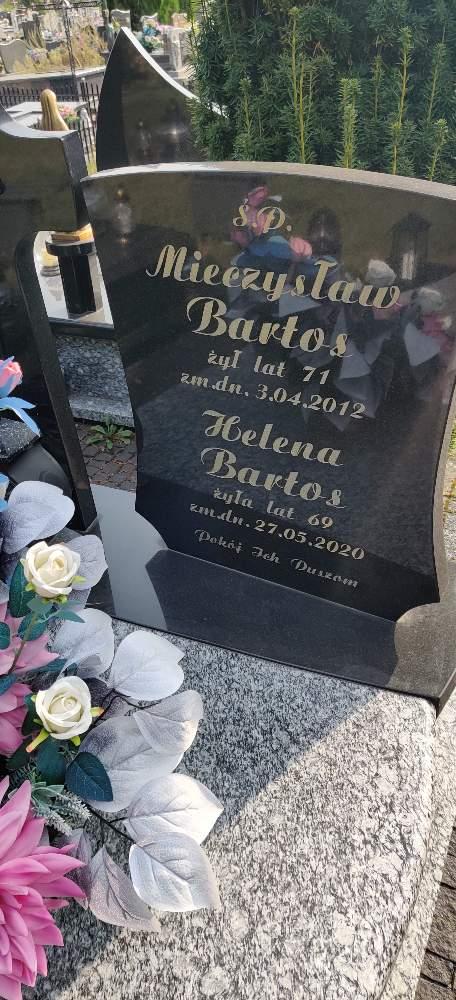 Ś.P.
Mieczysław
Bartos
żył lat 71
zm.dn. 3.04.2012
Helena
Bartos
żyła lat 69
zm.dn. 27.05.2020
Pokój Ich Duszom